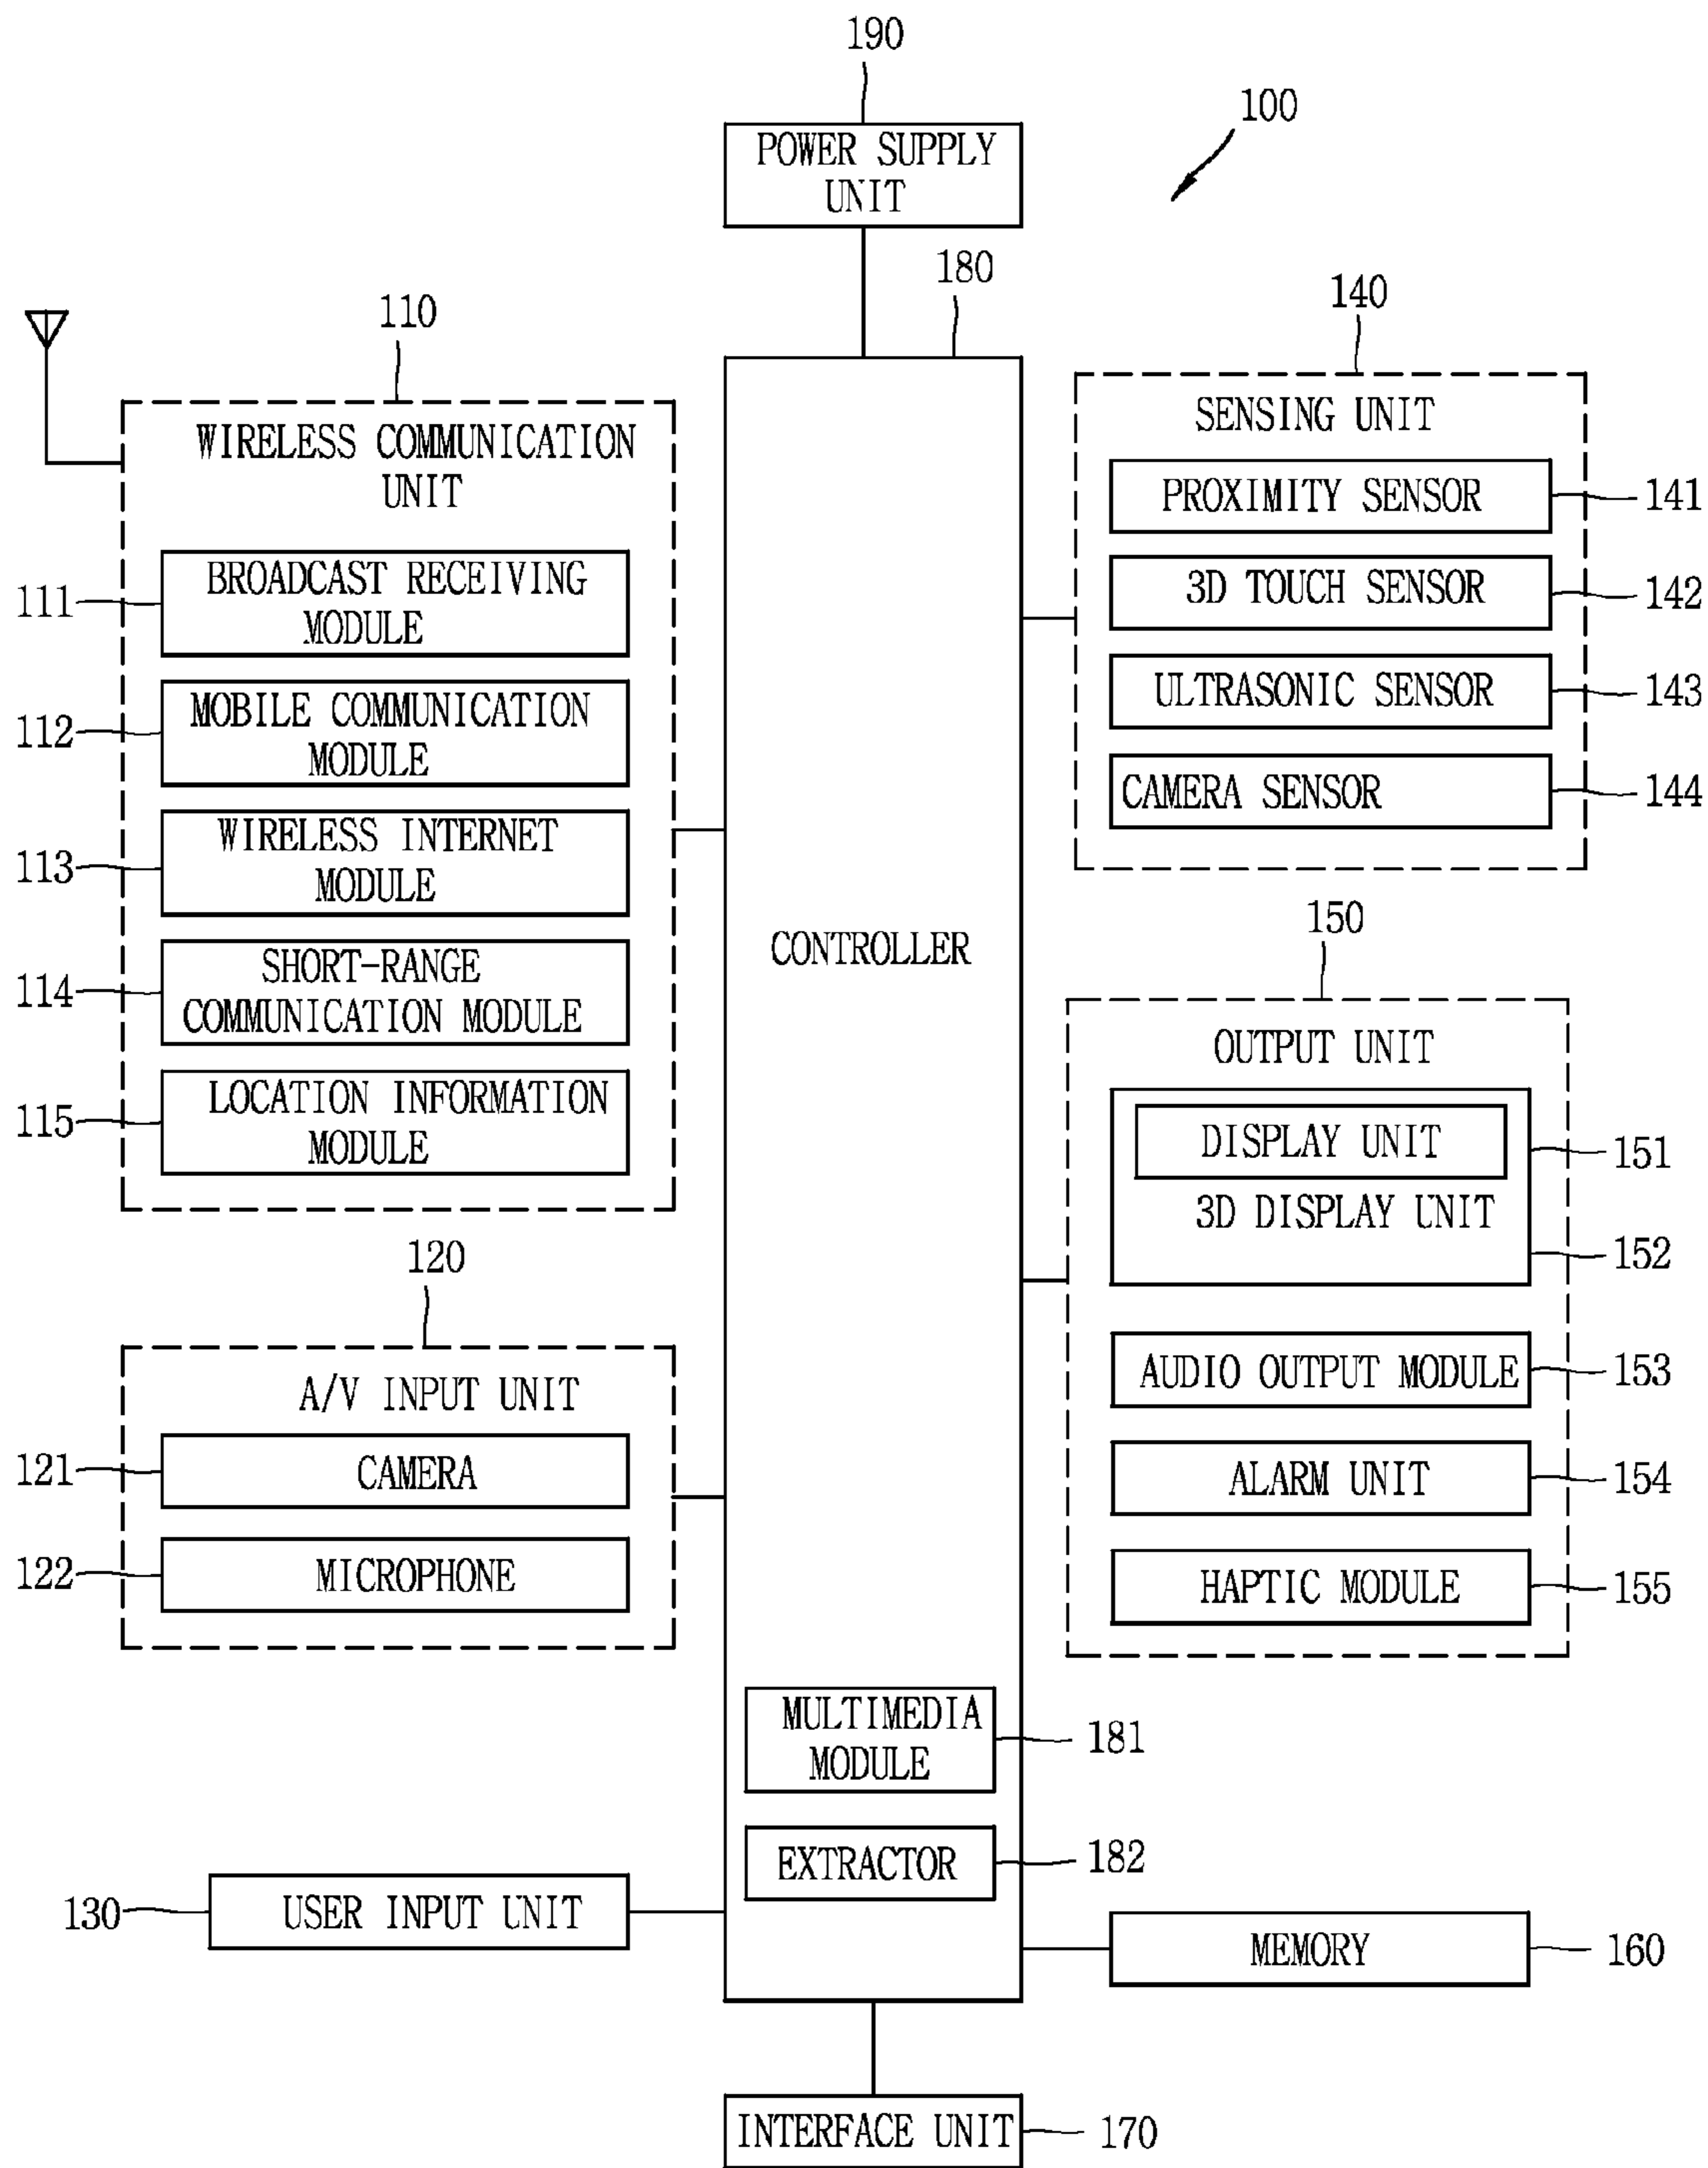 190
100
POWER SUPPLY
UNIT
180
110
WIRELESS COMMUNICATION
UNIT
111
BROADCAST RECEIVING
MODULE
112
MOBILE COMMUNICATION
MODULE
113
WIRELESS INTERNET
MODULE
114
SHORT-RANGE
COMMUNICATION MODULE
115
LOCATION INFORMATION
MODULE
120
A/V INPUT UNIT
121
CAMERA
122
MICROPHONE
130
USER INPUT UNIT
CONTROLLER
MULTIMEDIA
MODULE
181
EXTRACTOR
182
140
SENSING UNIT
PROXIMITY SENSOR
141
3D TOUCH SENSOR
142
ULTRASONIC SENSOR
143
CAMERA SENSOR
144
150
OUTPUT UNIT
DISPLAY UNIT
151
3D DISPLAY UNIT
152
AUDIO OUTPUT MODULE
153
ALARM UNIT
154
HAPTIC MODULE
155
MEMORY
160
INTERFACE UNIT
170